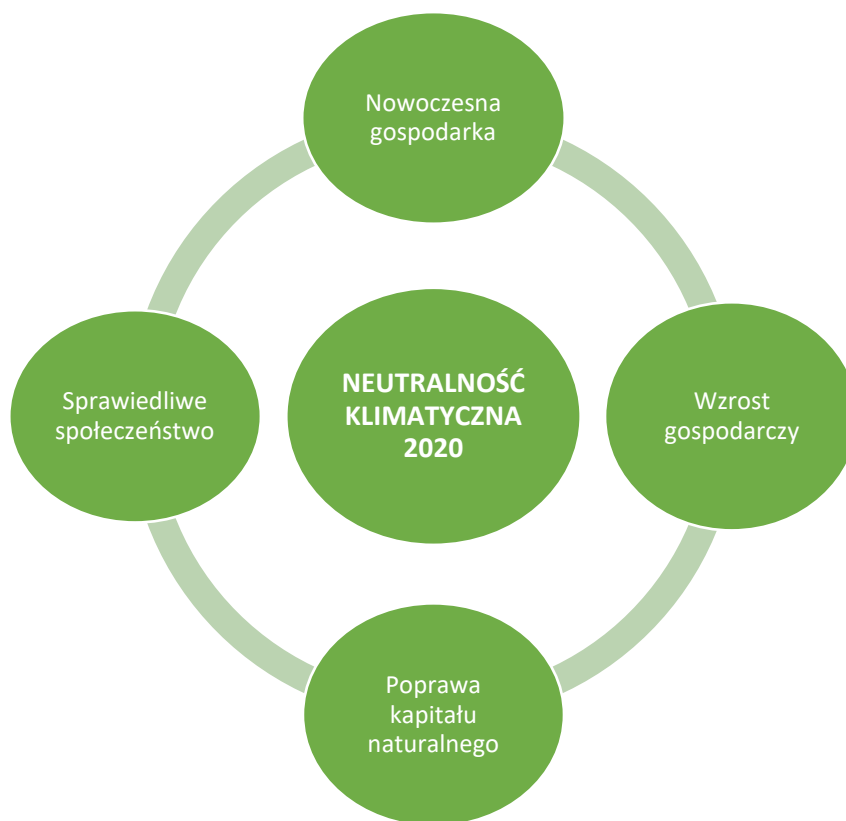 Nowoczesna
gospodarka
Sprawiedliwe
społeczeństwo
NEUTRALNOŚĆ
KLIMATYCZNA
2020
Wzrost
gospodarczy
Poprawa
kapitału
naturalnego